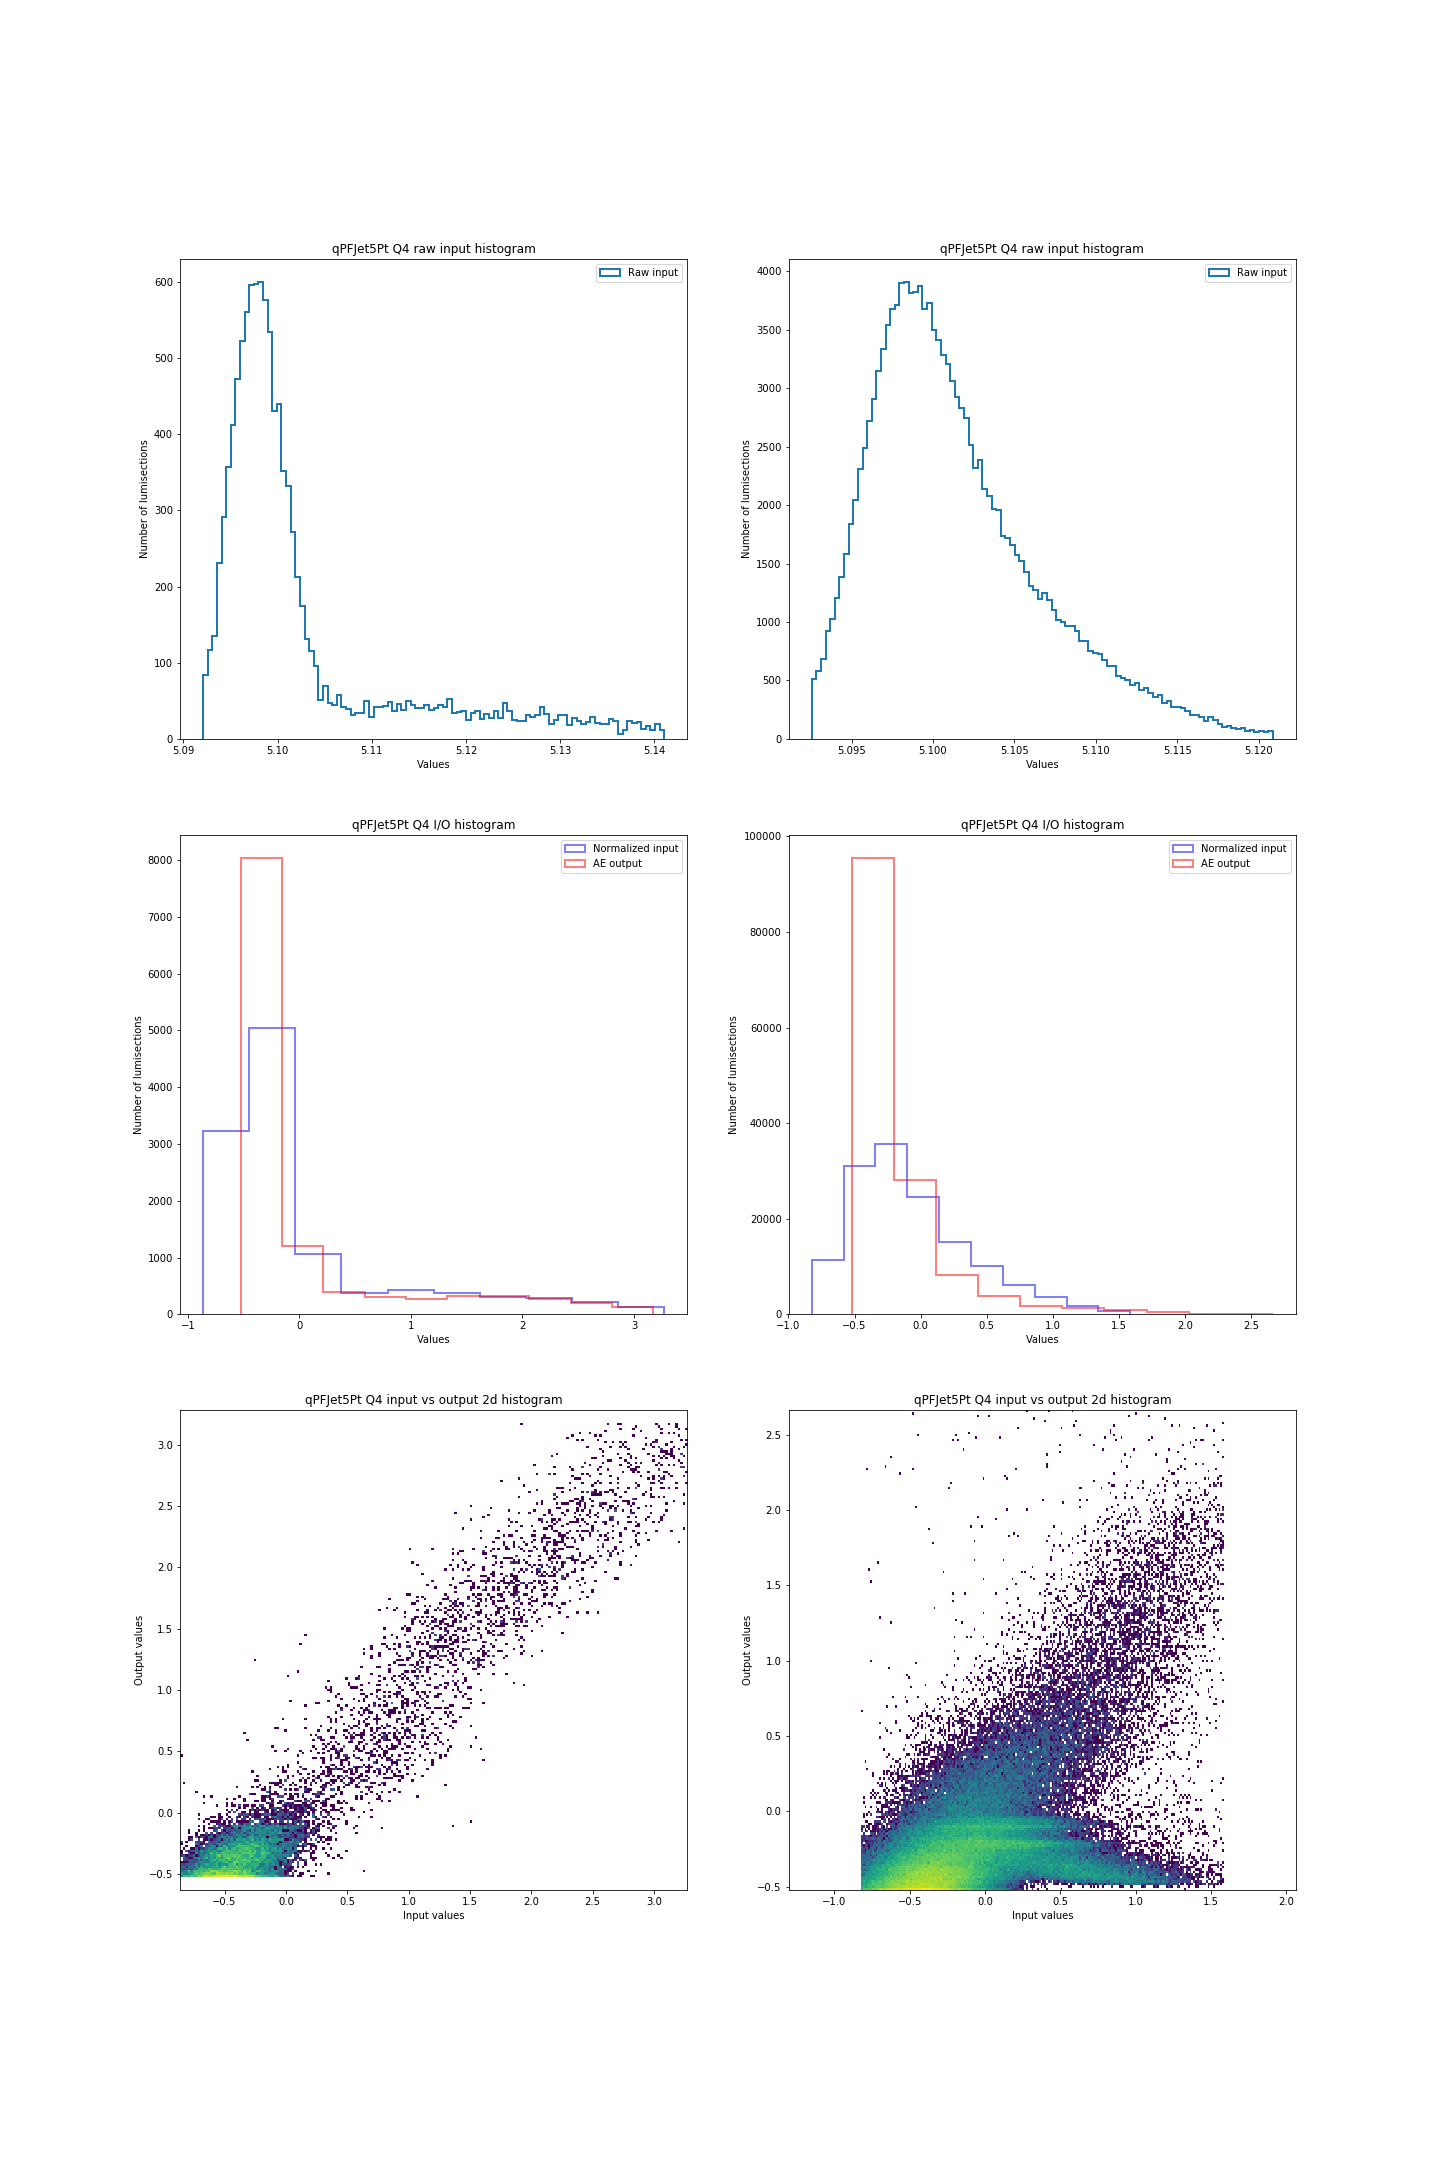 qPFJet5Pt Q4 raw input histogram
Raw input
Number of lumisections
600
500
400
300
200
100
0
5.09 5.10 5.11 5.12 5.13 5.14
Values
qPFJet5Pt Q4 raw input histogram
Raw input
Number of lumisections
4000
3500
3000
2500
2000
1500
1000
500
0
5.095 5.100 5.105 5.110 5.115 5.120
Values
qPFJet5Pt Q4 I/O histogram
Normalized input
AE output
Number of lumisections
8000
7000
6000
5000
4000
3000
2000
1000
0
−1 0 1 2 3
Values
qPFJet5Pt Q4 I/O histogram
Normalized input
AE output
Number of lumisections
100000
80000
60000
40000
20000
0
−1.0 −0.5 0.0 0.5 1.0 1.5 2.0 2.5
Values
qPFJet5Pt Q4 input vs output 2d histogram
Output values
3.0
2.5
2.0
1.5
1.0
0.5
0.0
−0.5
−0.5 0.0 0.5 1.0 1.5 2.0 2.5 3.0
Input values
qPFJet5Pt Q4 input vs output 2d histogram
Output values
2.5
2.0
1.5
1.0
0.5
0.0
−0.5
−1.0 −0.5 0.0 0.5 1.0 1.5 2.0
Input values